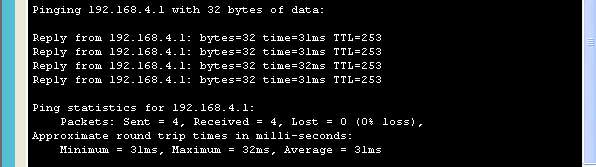 Pinging 192.168.4.1 with 32 bytes of data:
Reply from 192.168.4.1: bytes=32 time=31ms TTL=253
Reply from 192.168.4.1: bytes=32 time=31ms TTL=253
Reply from 192.168.4.1: bytes=32 time=32ms TTL=253
Reply from 192.168.4.1: bytes=32 time=31ms TTL=253
Ping statistics for 192.168.4.1:
Packets: Sent = 4, Received = 4, Lost = 0 (0% loss),
Approximate round trip times in milli-seconds:
Minimum = 31ms, Maximum = 32ms, Average = 31ms